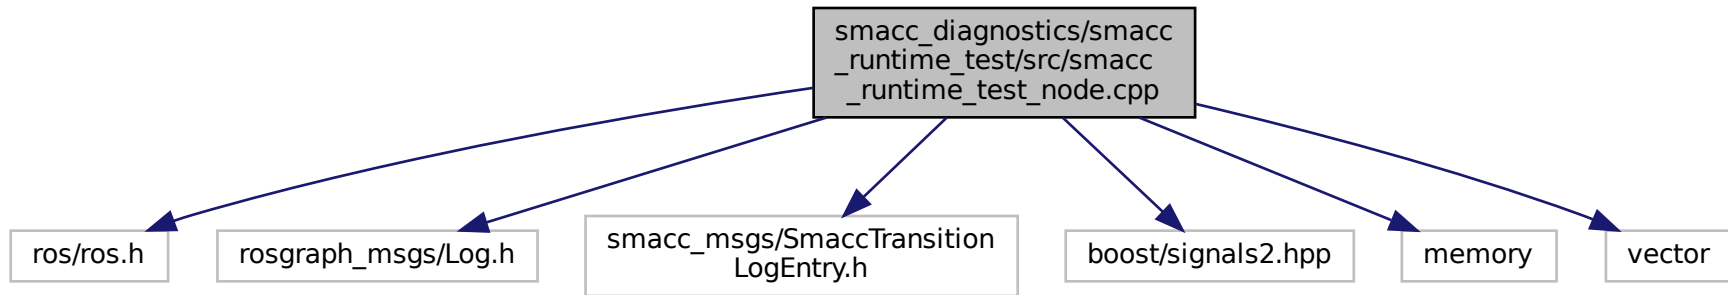 smacc_diagnostics/smacc
_runtime_test/src/smacc
_runtime_test_node.cpp
ros/ros.h
rosgraph_msgs/Log.h
smacc_msgs/SmaccTransition
LogEntry.h
boost/signals2.hpp
memory
vector